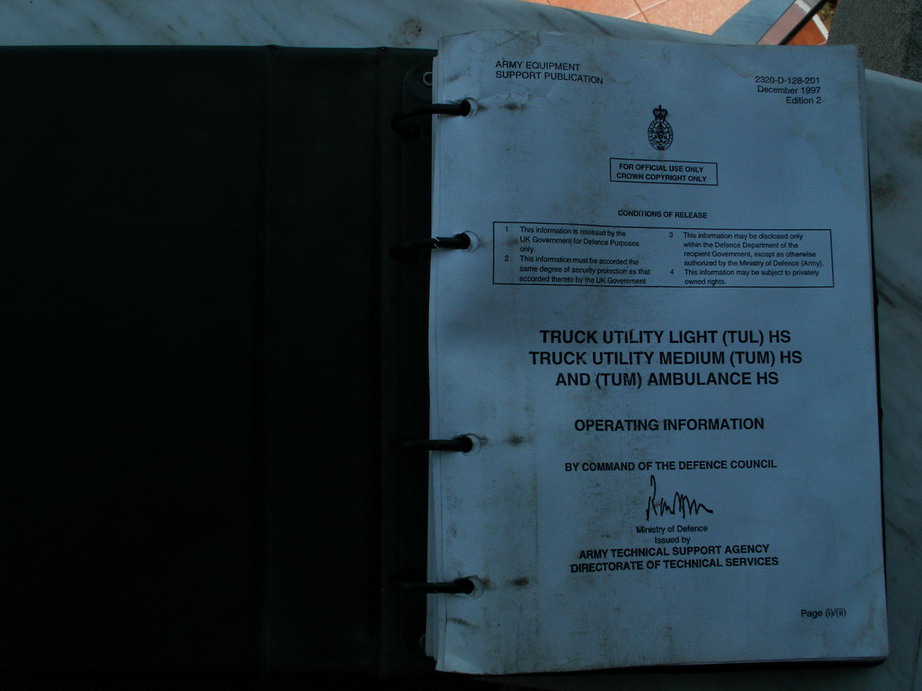 ARMY EQUIPMENT
SUPPORT PUBLICATION
2320-D-128-201
December 1997
Edition 2
FOR OFFICIAL USE ONLY
CROWN COPYRIGHT ONLY
CONDITIONS OF RELEASE
1 This information is released by the
UK Government for Defence Purposes
only.
2 This information must be accorded the
same degree of security protection as that
accorded thereto by the UK Government
3 This information may be disclosed only
within the Defence Department of the
recipient Government, except as otherwise
authorized by the Ministry of Defence (Army).
4 This information may be subject to privately
owned rights.
TRUCK UTILITY LIGHT (TUL) HS
TRUCK UTILITY MEDIUM (TUM) HS
AND (TUM) AMBULANCE HS
OPERATING INFORMATION
BY COMMAND OF THE DEFENCE COUNCIL
Ministry of Defence
Issued by
ARMY TECHNICAL SUPPORT AGENCY
DIRECTORATE OF TECHNICAL SERVICES
Page (i)/(ii)